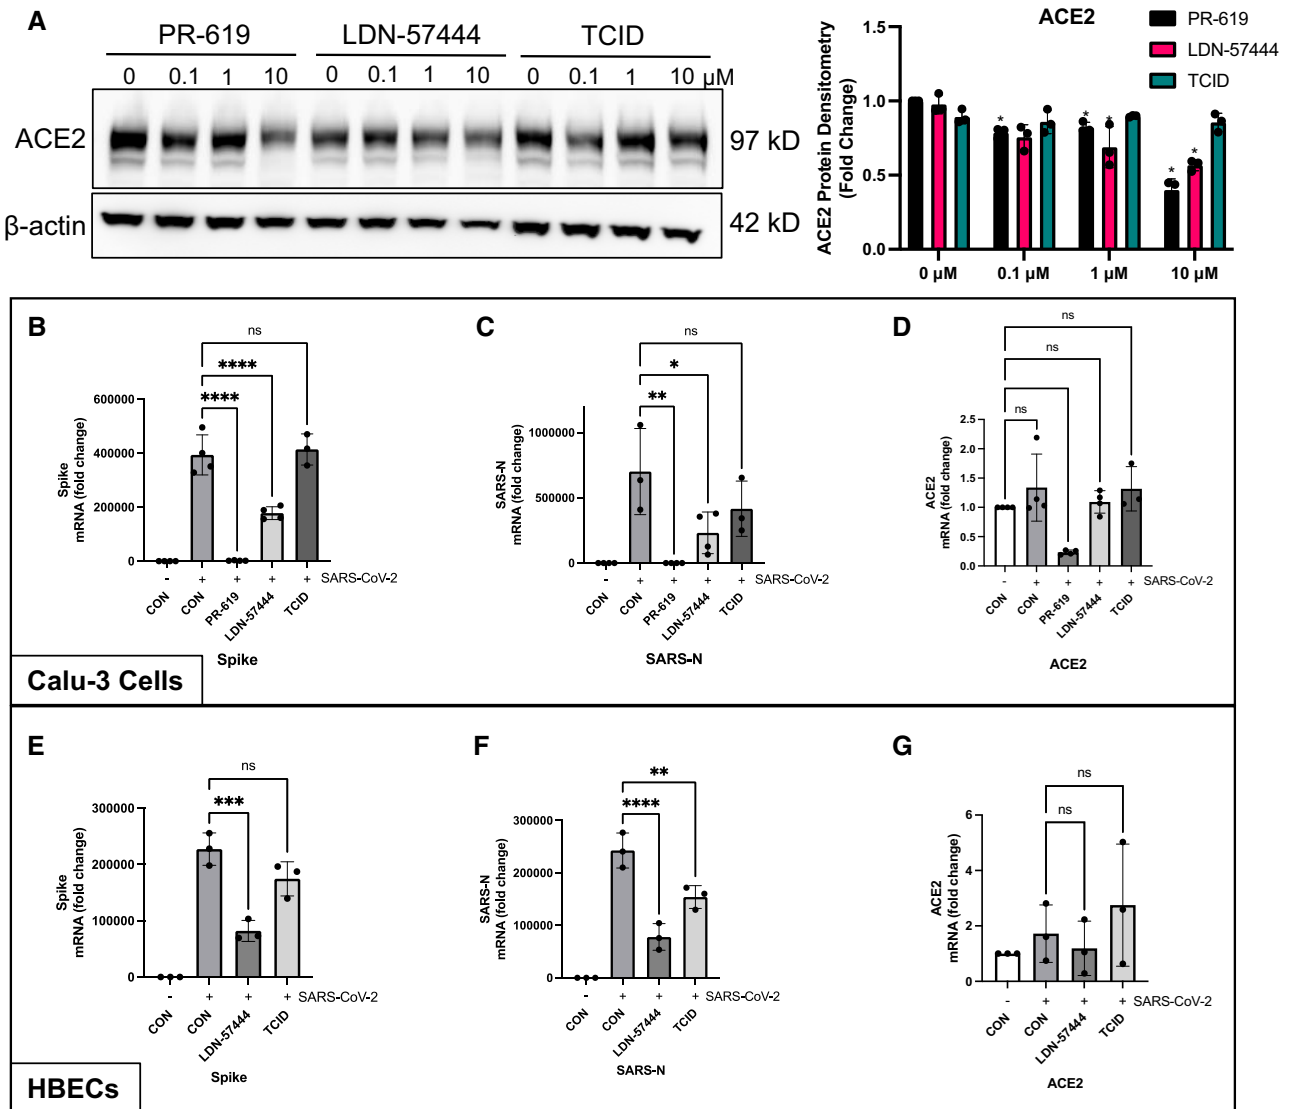 A
PR-619 LDN-57444 TCID
0 0.1 1 10 0 0.1 1 10 0 0.1 1 10 µM
ACE2 97 kD
β-actin 42 kD
ACE2
PR-619
LDN-57444
TCID
ACE2 Protein Densitometry
(Fold Change)
1.5
1.0
0.5
0.0
* * * * *
0 µM 0.1 µM 1 µM 10 µM
B
ns
****
****
Spike
mRNA (fold change)
600000
400000
200000
0
- + + + + SARS-CoV-2
CON CON PR-619 LDN-57444 TCID
Spike
C
ns
*
**
SARS-N
mRNA (fold change)
1000000
500000
0
- + + + + SARS-CoV-2
CON CON PR-619 LDN-57444 TCID
SARS-N
D
ns
ns
ns
ACE2
mRNA (fold change)
2.5
2.0
1.5
1.0
0.5
0.0
- + + + + SARS-CoV-2
CON CON PR-619 LDN-57444 TCID
ACE2
Calu-3 Cells
E
ns
***
Spike
mRNA (fold change)
300000
200000
100000
0
- + + + SARS-CoV-2
CON CON LDN-57444 TCID
Spike
F
**
****
SARS-N
mRNA (fold change)
300000
200000
100000
0
- + + + SARS-CoV-2
CON CON LDN-57444 TCID
SARS-N
G
ns
ns
ACE2
mRNA (fold change)
6
4
2
0
- + + + SARS-CoV-2
CON CON LDN-57444 TCID
ACE2
HBECs